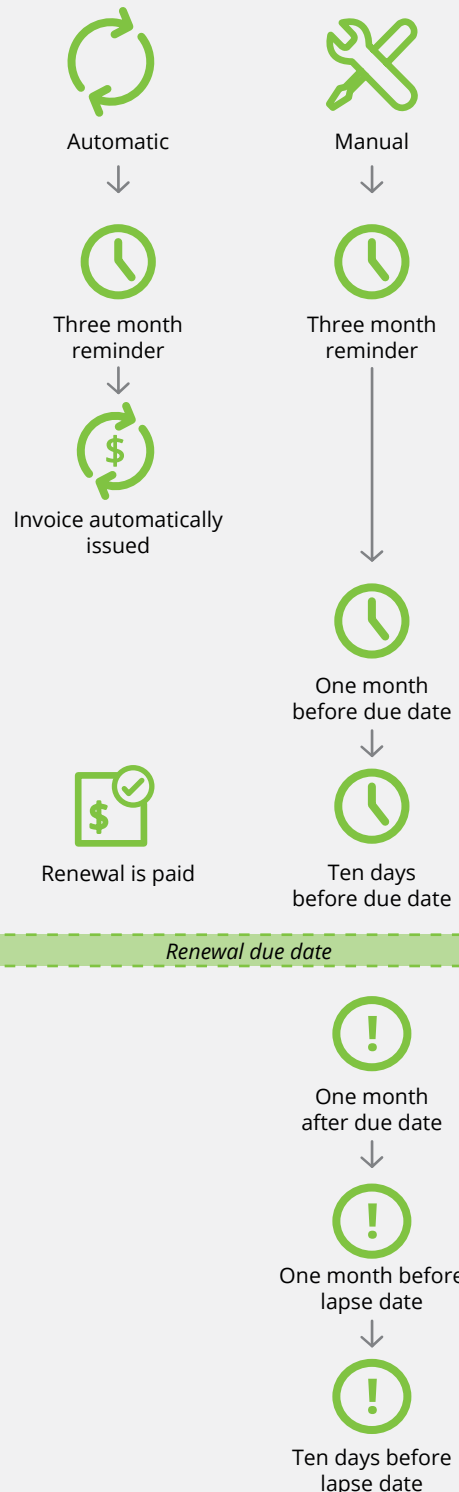 Automatic
Manual
Three month
reminder
Three month
reminder
$
Invoice automatically
issued
One month
before due date
$
Renewal is paid
Ten days
before due date
Renewal due date
!
One month
after due date
!
One month before
lapse date
!
Ten days before
lapse date